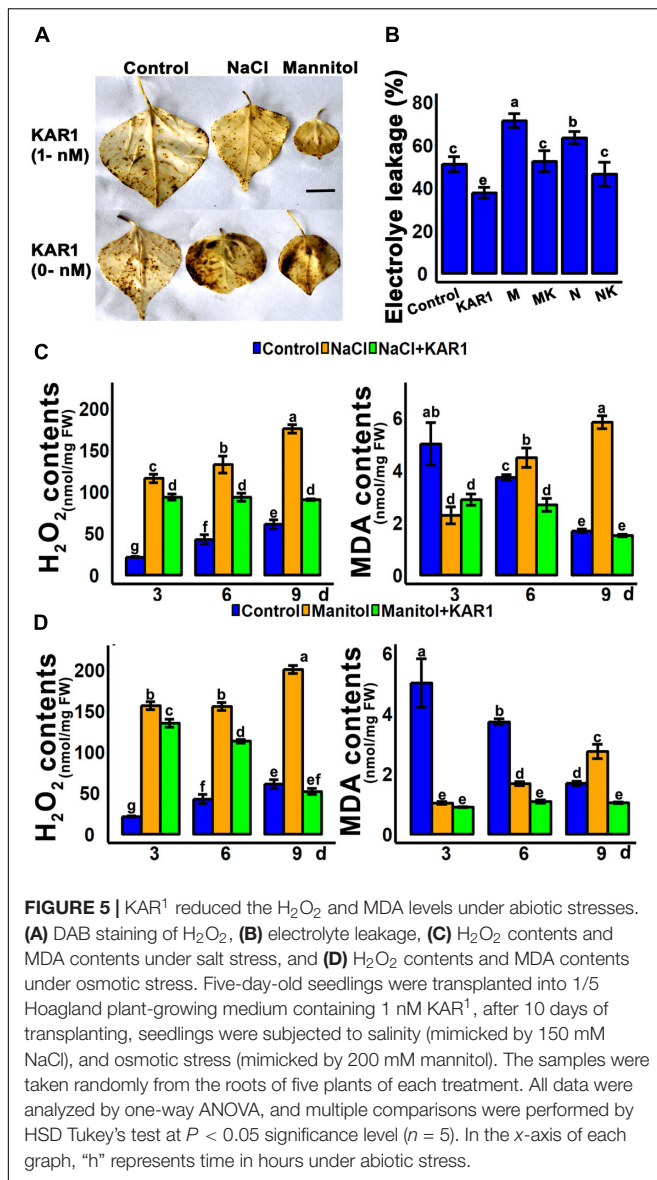 A
Control NaCl Mannitol
KAR1
(1- nM)
KAR1
(0- nM)
B
Electrolye leakage (%)
80
60
40
20
0
c
e
a
c
b
c
Control KAR1 M MK N NK
C
Control NaCl NaCl+KAR1
H₂O₂ contents
(nmol/mg FW)
200
150
100
50
0
g c d f b d e a d
3 6 9 d
MDA contents
(nmol/mg FW)
6
4
2
0
ab d d c b d e a e
3 6 9 d
D
Control Manitol Manitol+KAR1
H₂O₂ contents
(nmol/mg FW)
200
150
100
50
0
g b c f b d e a ef
3 6 9 d
MDA contents
(nmol/mg FW)
6
4
2
0
a e e b d e d c e
3 6 9 d
FIGURE 5 | KAR¹ reduced the H₂O₂ and MDA levels under abiotic stresses.
(A) DAB staining of H₂O₂, (B) electrolyte leakage, (C) H₂O₂ contents and
MDA contents under salt stress, and (D) H₂O₂ contents and MDA contents
under osmotic stress. Five-day-old seedlings were transplanted into 1/5
Hoagland plant-growing medium containing 1 nM KAR¹, after 10 days of
transplanting, seedlings were subjected to salinity (mimicked by 150 mM
NaCl), and osmotic stress (mimicked by 200 mM mannitol). The samples were
taken randomly from the roots of five plants of each treatment. All data were
analyzed by one-way ANOVA, and multiple comparisons were performed by
HSD Tukey's test at P < 0.05 significance level (n = 5). In the x-axis of each
graph, "h" represents time in hours under abiotic stress.